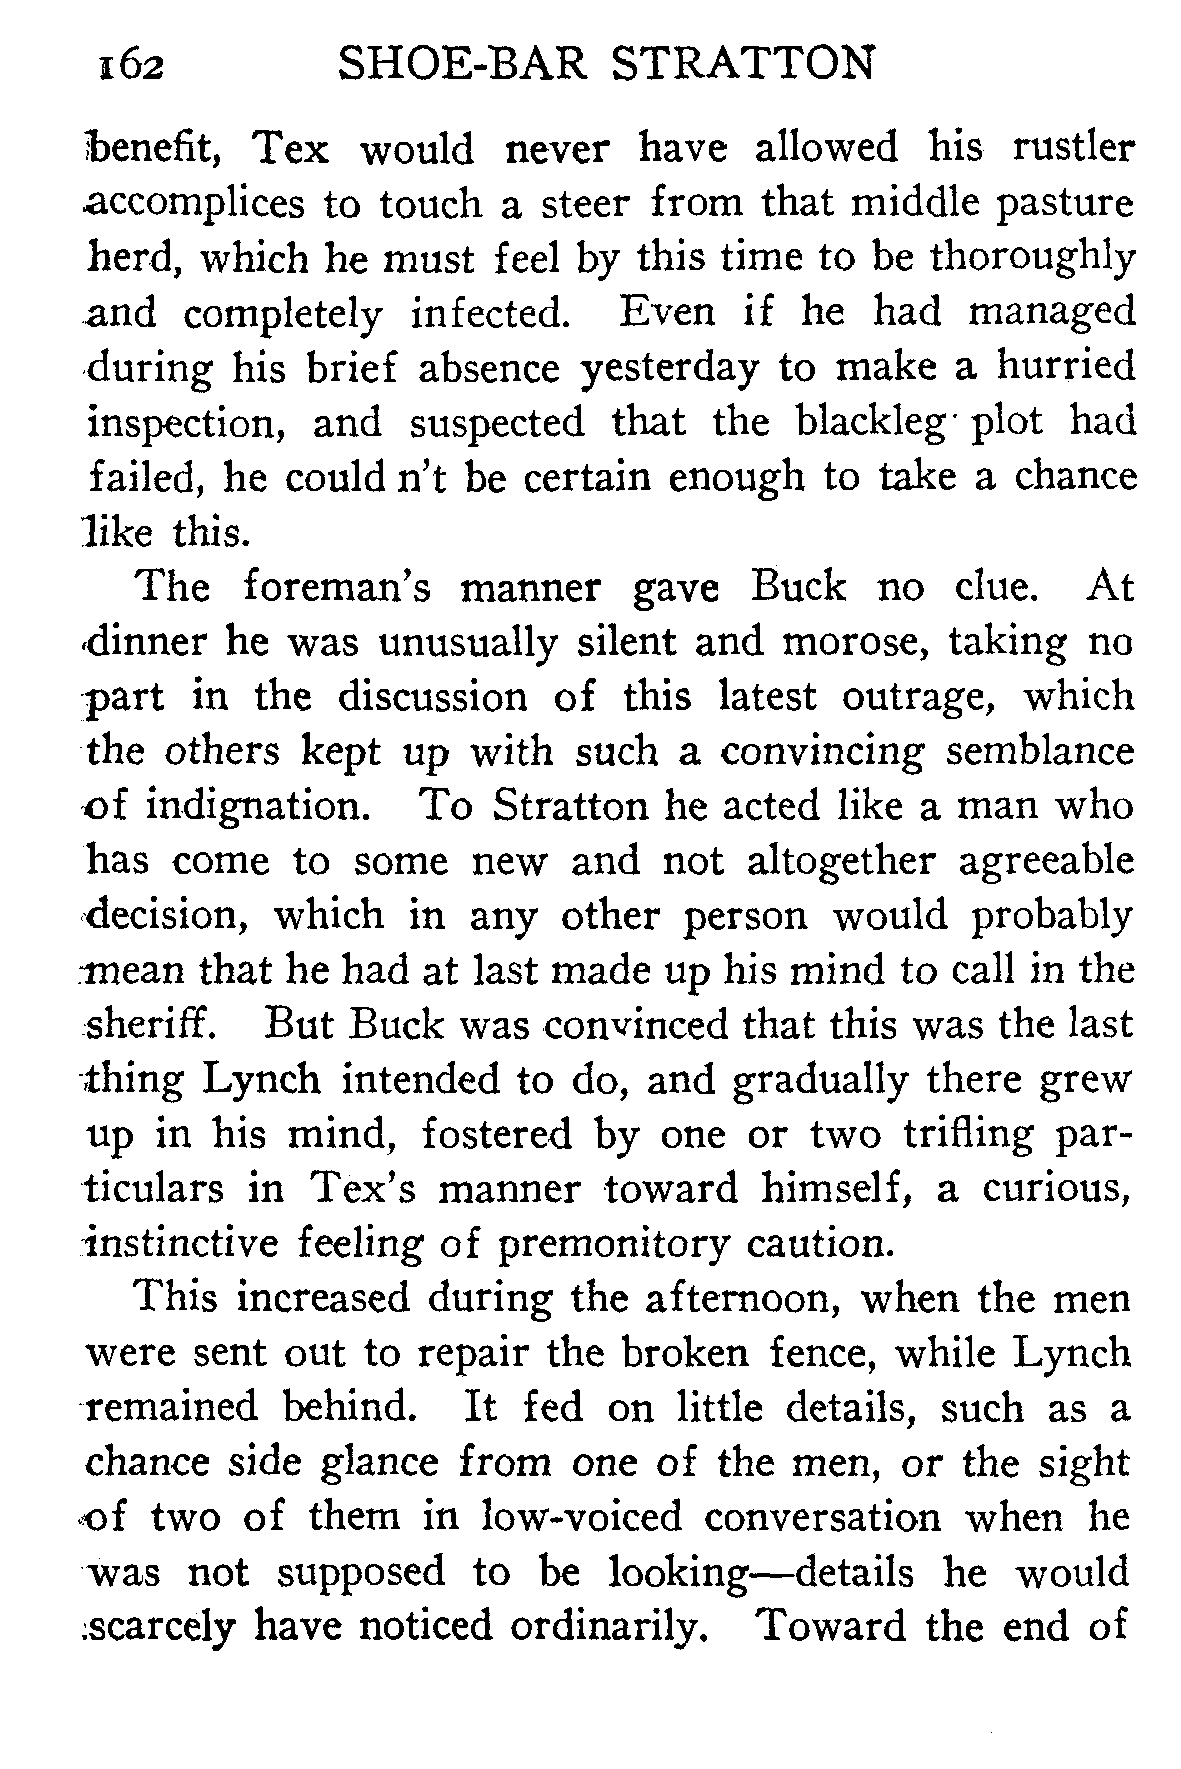 162 SHOE-BAR STRATTON
benefit, Tex would never have allowed his rustler
accomplices to touch a steer from that middle pasture
herd, which he must feel by this time to be thoroughly
and completely infected. Even if he had managed
during his brief absence yesterday to make a hurried
inspection, and suspected that the blackleg plot had
failed, he could n't be certain enough to take a chance
like this.
The foreman's manner gave Buck no clue. At
dinner he was unusually silent and morose, taking no
part in the discussion of this latest outrage, which
the others kept up with such a convincing semblance
of indignation. To Stratton he acted like a man who
has come to some new and not altogether agreeable
decision, which in any other person would probably
mean that he had at last made up his mind to call in the
sheriff. But Buck was convinced that this was the last
thing Lynch intended to do, and gradually there grew
up in his mind, fostered by one or two trifling par-
ticulars in Tex's manner toward himself, a curious,
instinctive feeling of premonitory caution.
This increased during the afternoon, when the men
were sent out to repair the broken fence, while Lynch
remained behind. It fed on little details, such as a
chance side glance from one of the men, or the sight
of two of them in low-voiced conversation when he
was not supposed to be looking—details he would
scarcely have noticed ordinarily. Toward the end of